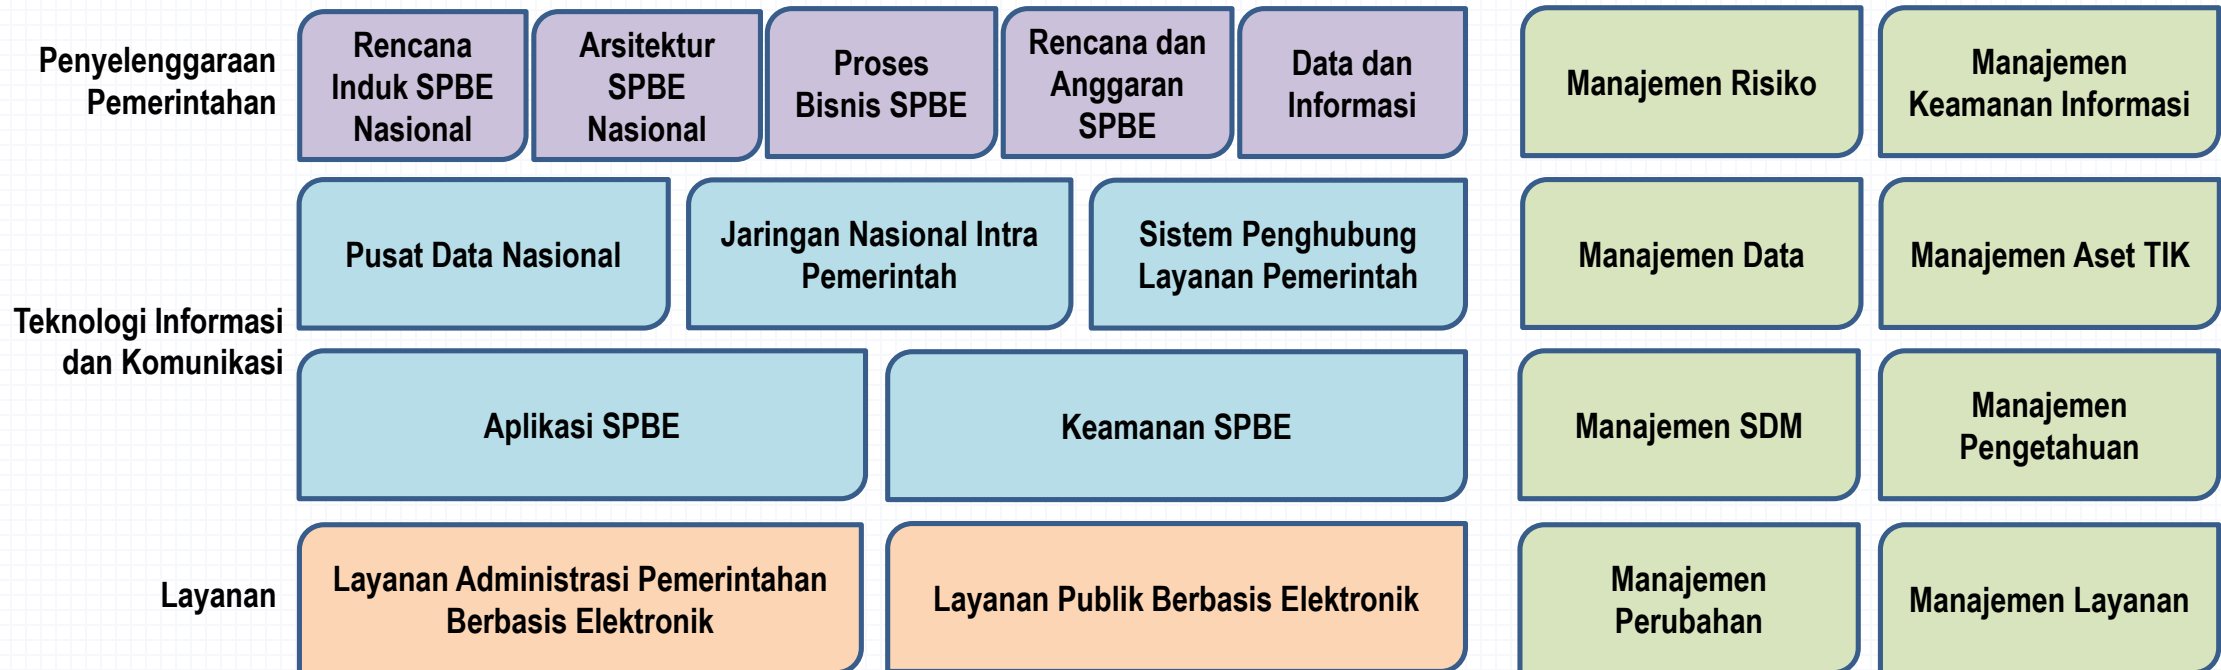 Penyelenggaraan
Pemerintahan
Rencana
Induk SPBE
Nasional
Arsitektur
SPBE
Nasional
Proses
Bisnis SPBE
Rencana dan
Anggaran
SPBE
Data dan
Informasi
Manajemen Risiko
Manajemen
Keamanan Informasi
Teknologi Informasi
dan Komunikasi
Pusat Data Nasional
Jaringan Nasional Intra
Pemerintah
Sistem Penghubung
Layanan Pemerintah
Manajemen Data
Manajemen Aset TIK
Aplikasi SPBE
Keamanan SPBE
Manajemen SDM
Manajemen
Pengetahuan
Layanan
Layanan Administrasi Pemerintahan
Berbasis Elektronik
Layanan Publik Berbasis Elektronik
Manajemen
Perubahan
Manajemen Layanan